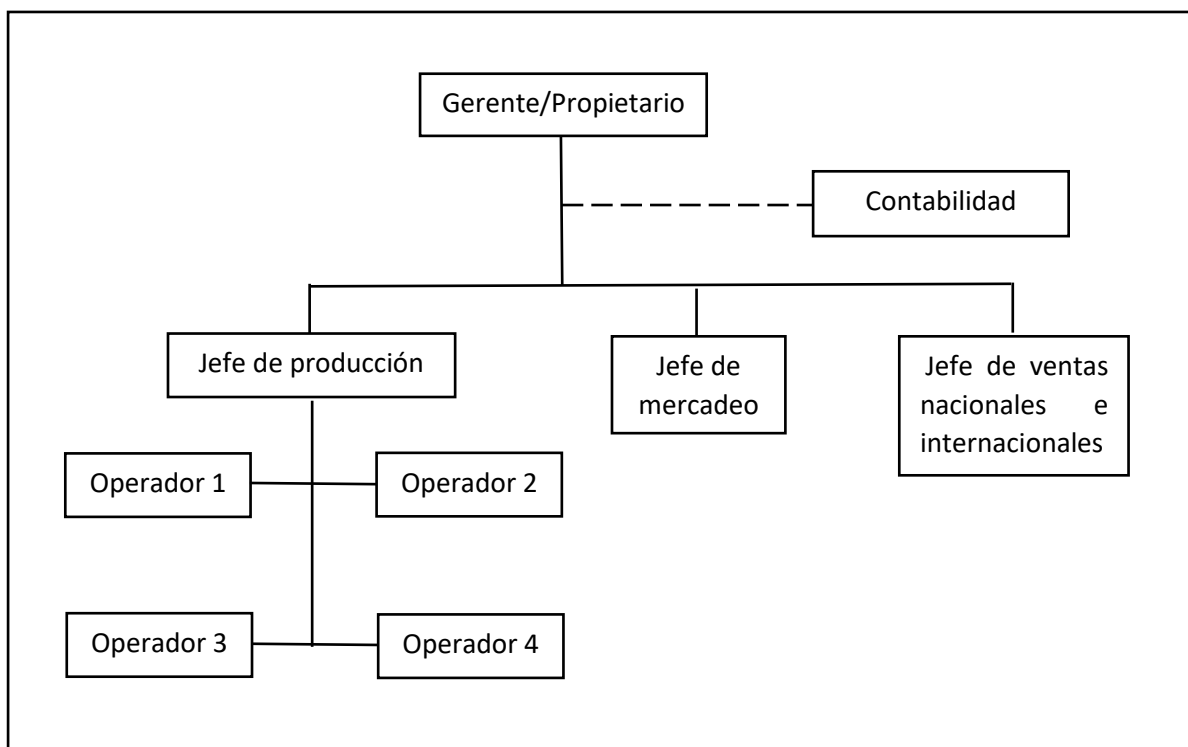 Gerente/Propietario
Contabilidad
Jefe de producción
Jefe de
mercadeo
Jefe de ventas
nacionales e
internacionales
Operador 1
Operador 2
Operador 3
Operador 4